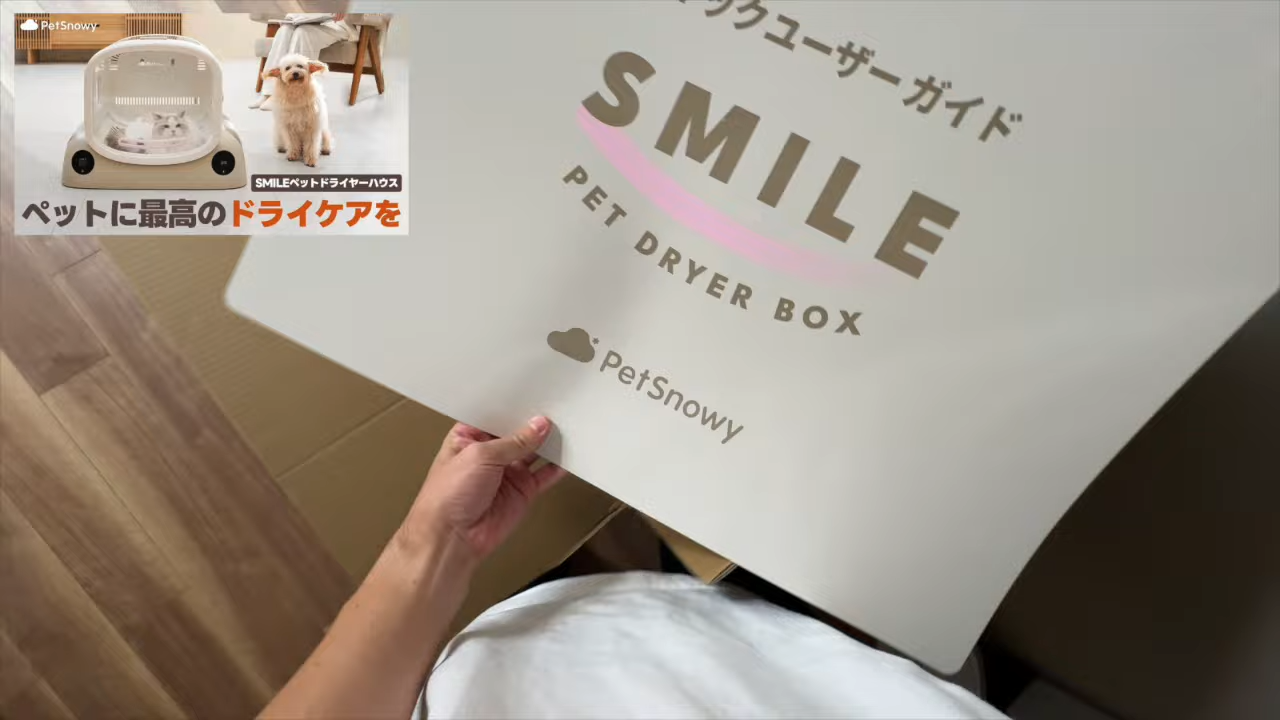 PetSnowy
SMILEペットドライヤーハウス
ペットに最高のドライケアを
ックユーザーガイド
SMILE
PET DRYER BOX
PetSnowy